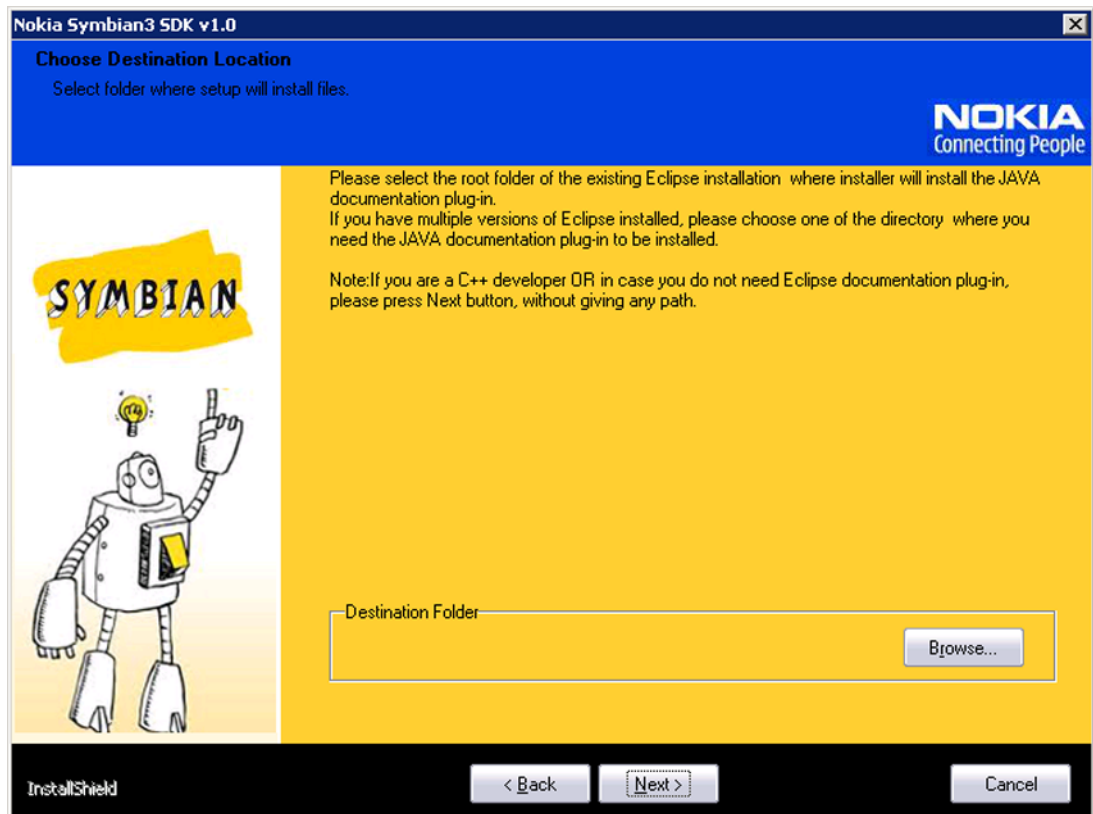 Nokia Symbian3 SDK v1.0
Choose Destination Location
Select folder where setup will install files.
NOKIA
Connecting People
Please select the root folder of the existing Eclipse installation  where installer will install the JAVA
documentation plug-in.
If you have multiple versions of Eclipse installed, please choose one of the directory  where you
need the JAVA documentation plug-in to be installed.
Note:If you are a C++ developer OR in case you do not need Eclipse documentation plug-in,
please press Next button, without giving any path.
SYMBIAN
Destination Folder
Browse...
InstallShield
< Back
Next >
Cancel